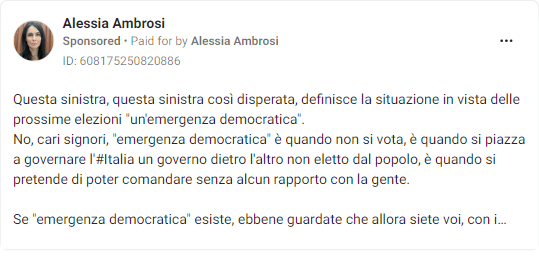 Alessia Ambrosi
Sponsored • Paid for by Alessia Ambrosi
ID: 608175250820886
Questa sinistra, questa sinistra così disperata, definisce la situazione in vista delle
prossime elezioni "un'emergenza democratica".
No, cari signori, "emergenza democratica" è quando non si vota, è quando si piazza
a governare l'#Italia un governo dietro l'altro non eletto dal popolo, è quando si
pretende di poter comandare senza alcun rapporto con la gente.
Se "emergenza democratica" esiste, ebbene guardate che allora siete voi, con i...